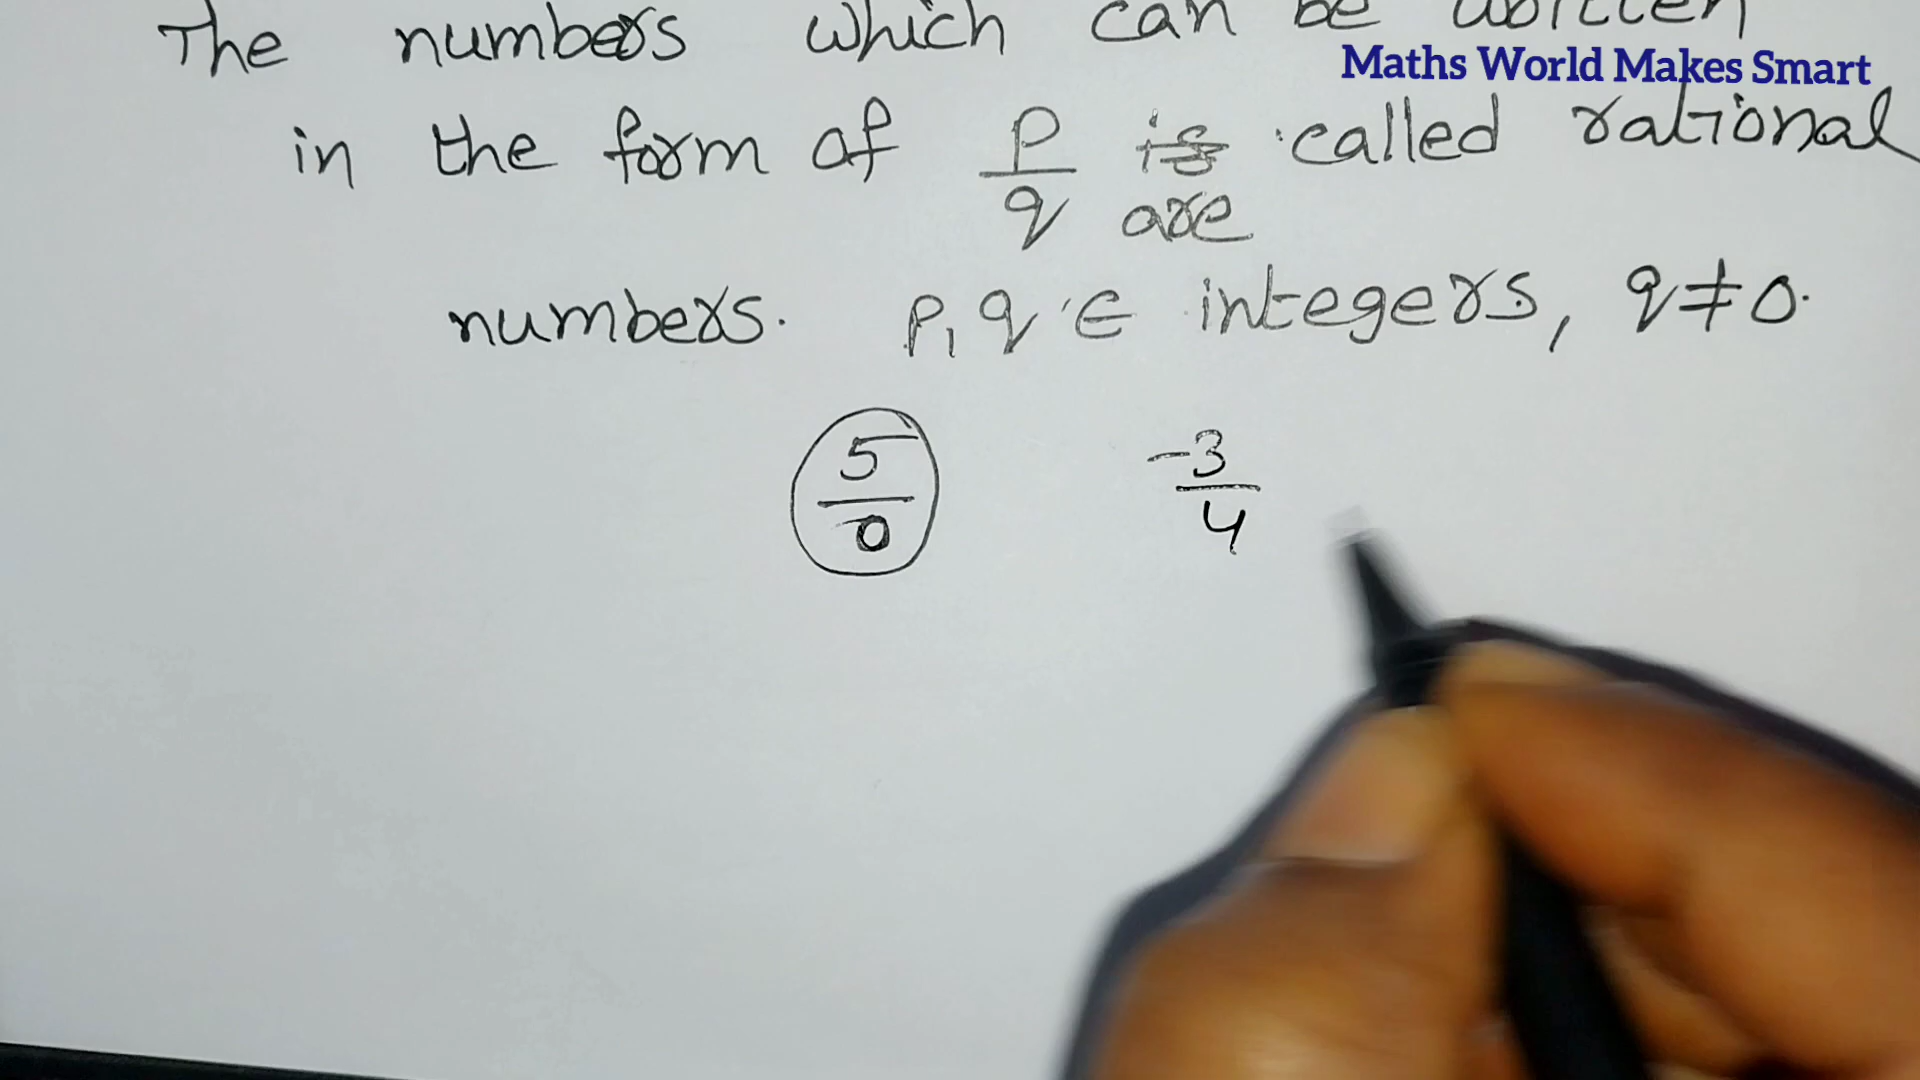 The numbers which can be written
Maths World Makes Smart
in the form of p/q is called rational
are
numbers. p, q ∈ integers, q ≠ 0.
5/0 -3/4